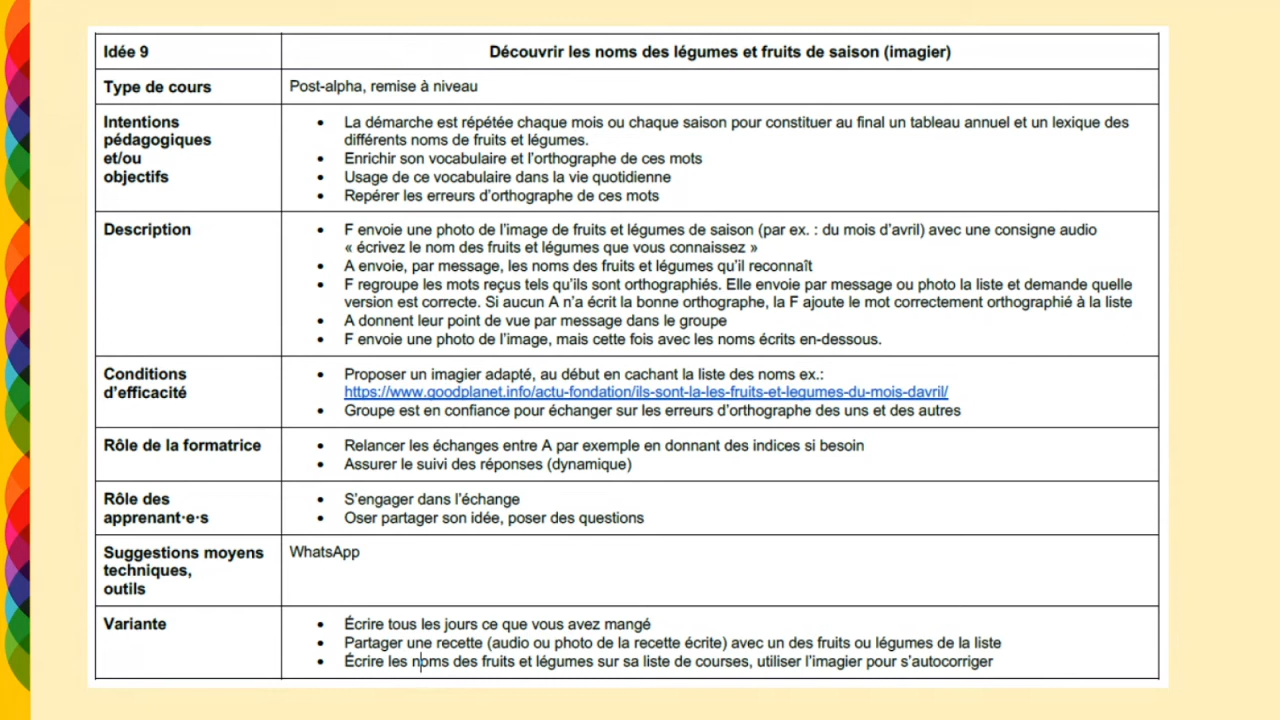 Idée 9
Découvrir les noms des légumes et fruits de saison (imagier)
Type de cours
Post-alpha, remise à niveau
Intentions
pédagogiques
et/ou
objectifs
• La démarche est répétée chaque mois ou chaque saison pour constituer au final un tableau annuel et un lexique des
différents noms de fruits et légumes.
• Enrichir son vocabulaire et l'orthographe de ces mots
• Usage de ce vocabulaire dans la vie quotidienne
• Repérer les erreurs d'orthographe de ces mots
Description
• F envoie une photo de l'image de fruits et légumes de saison (par ex. : du mois d'avril) avec une consigne audio
« écrivez le nom des fruits et légumes que vous connaissez »
• A envoie, par message, les noms des fruits et légumes qu'il reconnaît
• F regroupe les mots reçus tels qu'ils sont orthographiés. Elle envoie par message ou photo la liste et demande quelle
version est correcte. Si aucun A n'a écrit la bonne orthographe, la F ajoute le mot correctement orthographié à la liste
• A donnent leur point de vue par message dans le groupe
• F envoie une photo de l'image, mais cette fois avec les noms écrits en-dessous.
Conditions
d'efficacité
• Proposer un imagier adapté, au début en cachant la liste des noms ex.:
https://www.goodplanet.info/actu-fondation/ils-sont-la-les-fruits-et-legumes-du-mois-davril/
• Groupe est en confiance pour échanger sur les erreurs d'orthographe des uns et des autres
Rôle de la formatrice
• Relancer les échanges entre A par exemple en donnant des indices si besoin
• Assurer le suivi des réponses (dynamique)
Rôle des
apprenant·e·s
• S'engager dans l'échange
• Oser partager son idée, poser des questions
Suggestions moyens
techniques,
outils
WhatsApp
Variante
• Écrire tous les jours ce que vous avez mangé
• Partager une recette (audio ou photo de la recette écrite) avec un des fruits ou légumes de la liste
• Écrire les noms des fruits et légumes sur sa liste de courses, utiliser l'imagier pour s'autocorriger